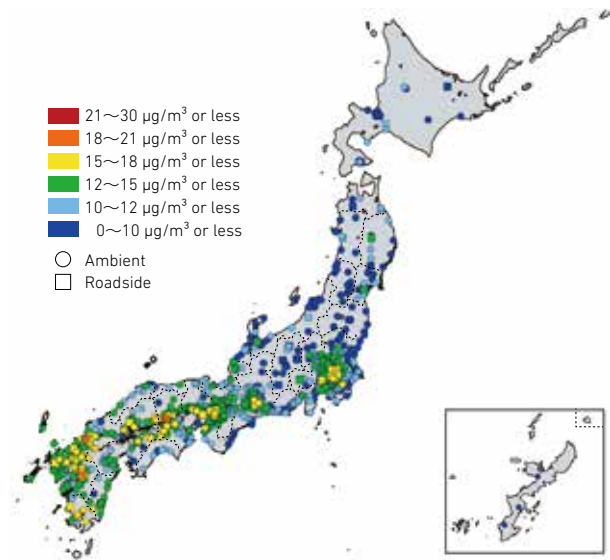 21～30 µg/m³ or less
18～21 µg/m³ or less
15～18 µg/m³ or less
12～15 µg/m³ or less
10～12 µg/m³ or less
0～10 µg/m³ or less
Ambient
Roadside